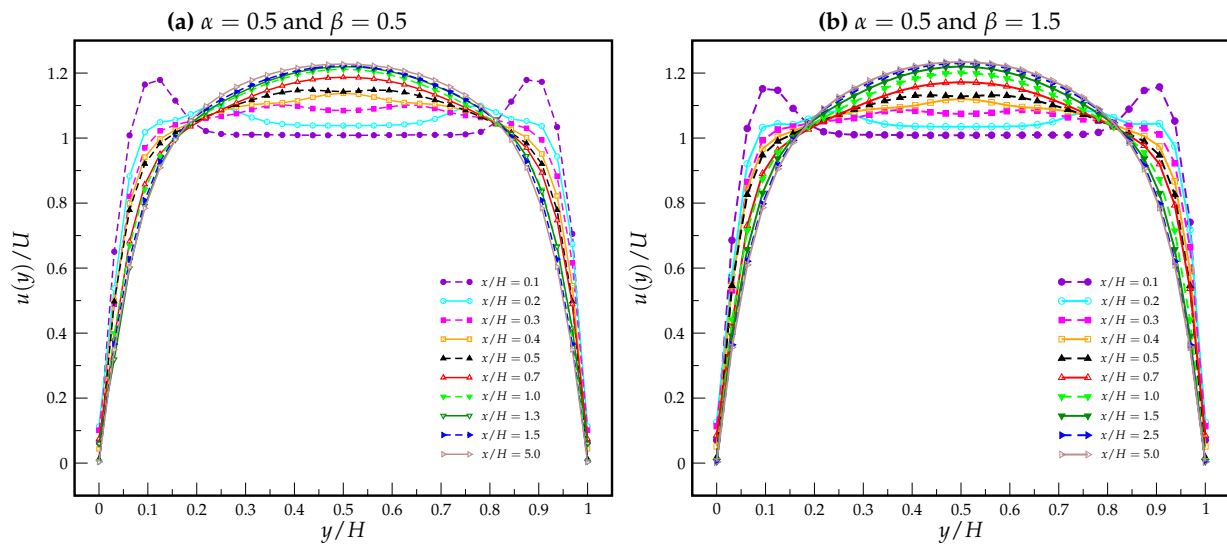 (a) α = 0.5 and β = 0.5
u(y)/U
1.2
1
0.8
0.6
0.4
0.2
0
x/H = 0.1
x/H = 0.2
x/H = 0.3
x/H = 0.4
x/H = 0.5
x/H = 0.7
x/H = 1.0
x/H = 1.3
x/H = 1.5
x/H = 5.0
0 0.1 0.2 0.3 0.4 0.5 0.6 0.7 0.8 0.9 1
y/H
(b) α = 0.5 and β = 1.5
u(y)/U
1.2
1
0.8
0.6
0.4
0.2
0
x/H = 0.1
x/H = 0.2
x/H = 0.3
x/H = 0.4
x/H = 0.5
x/H = 0.7
x/H = 1.0
x/H = 1.5
x/H = 2.5
x/H = 5.0
0 0.1 0.2 0.3 0.4 0.5 0.6 0.7 0.8 0.9 1
y/H